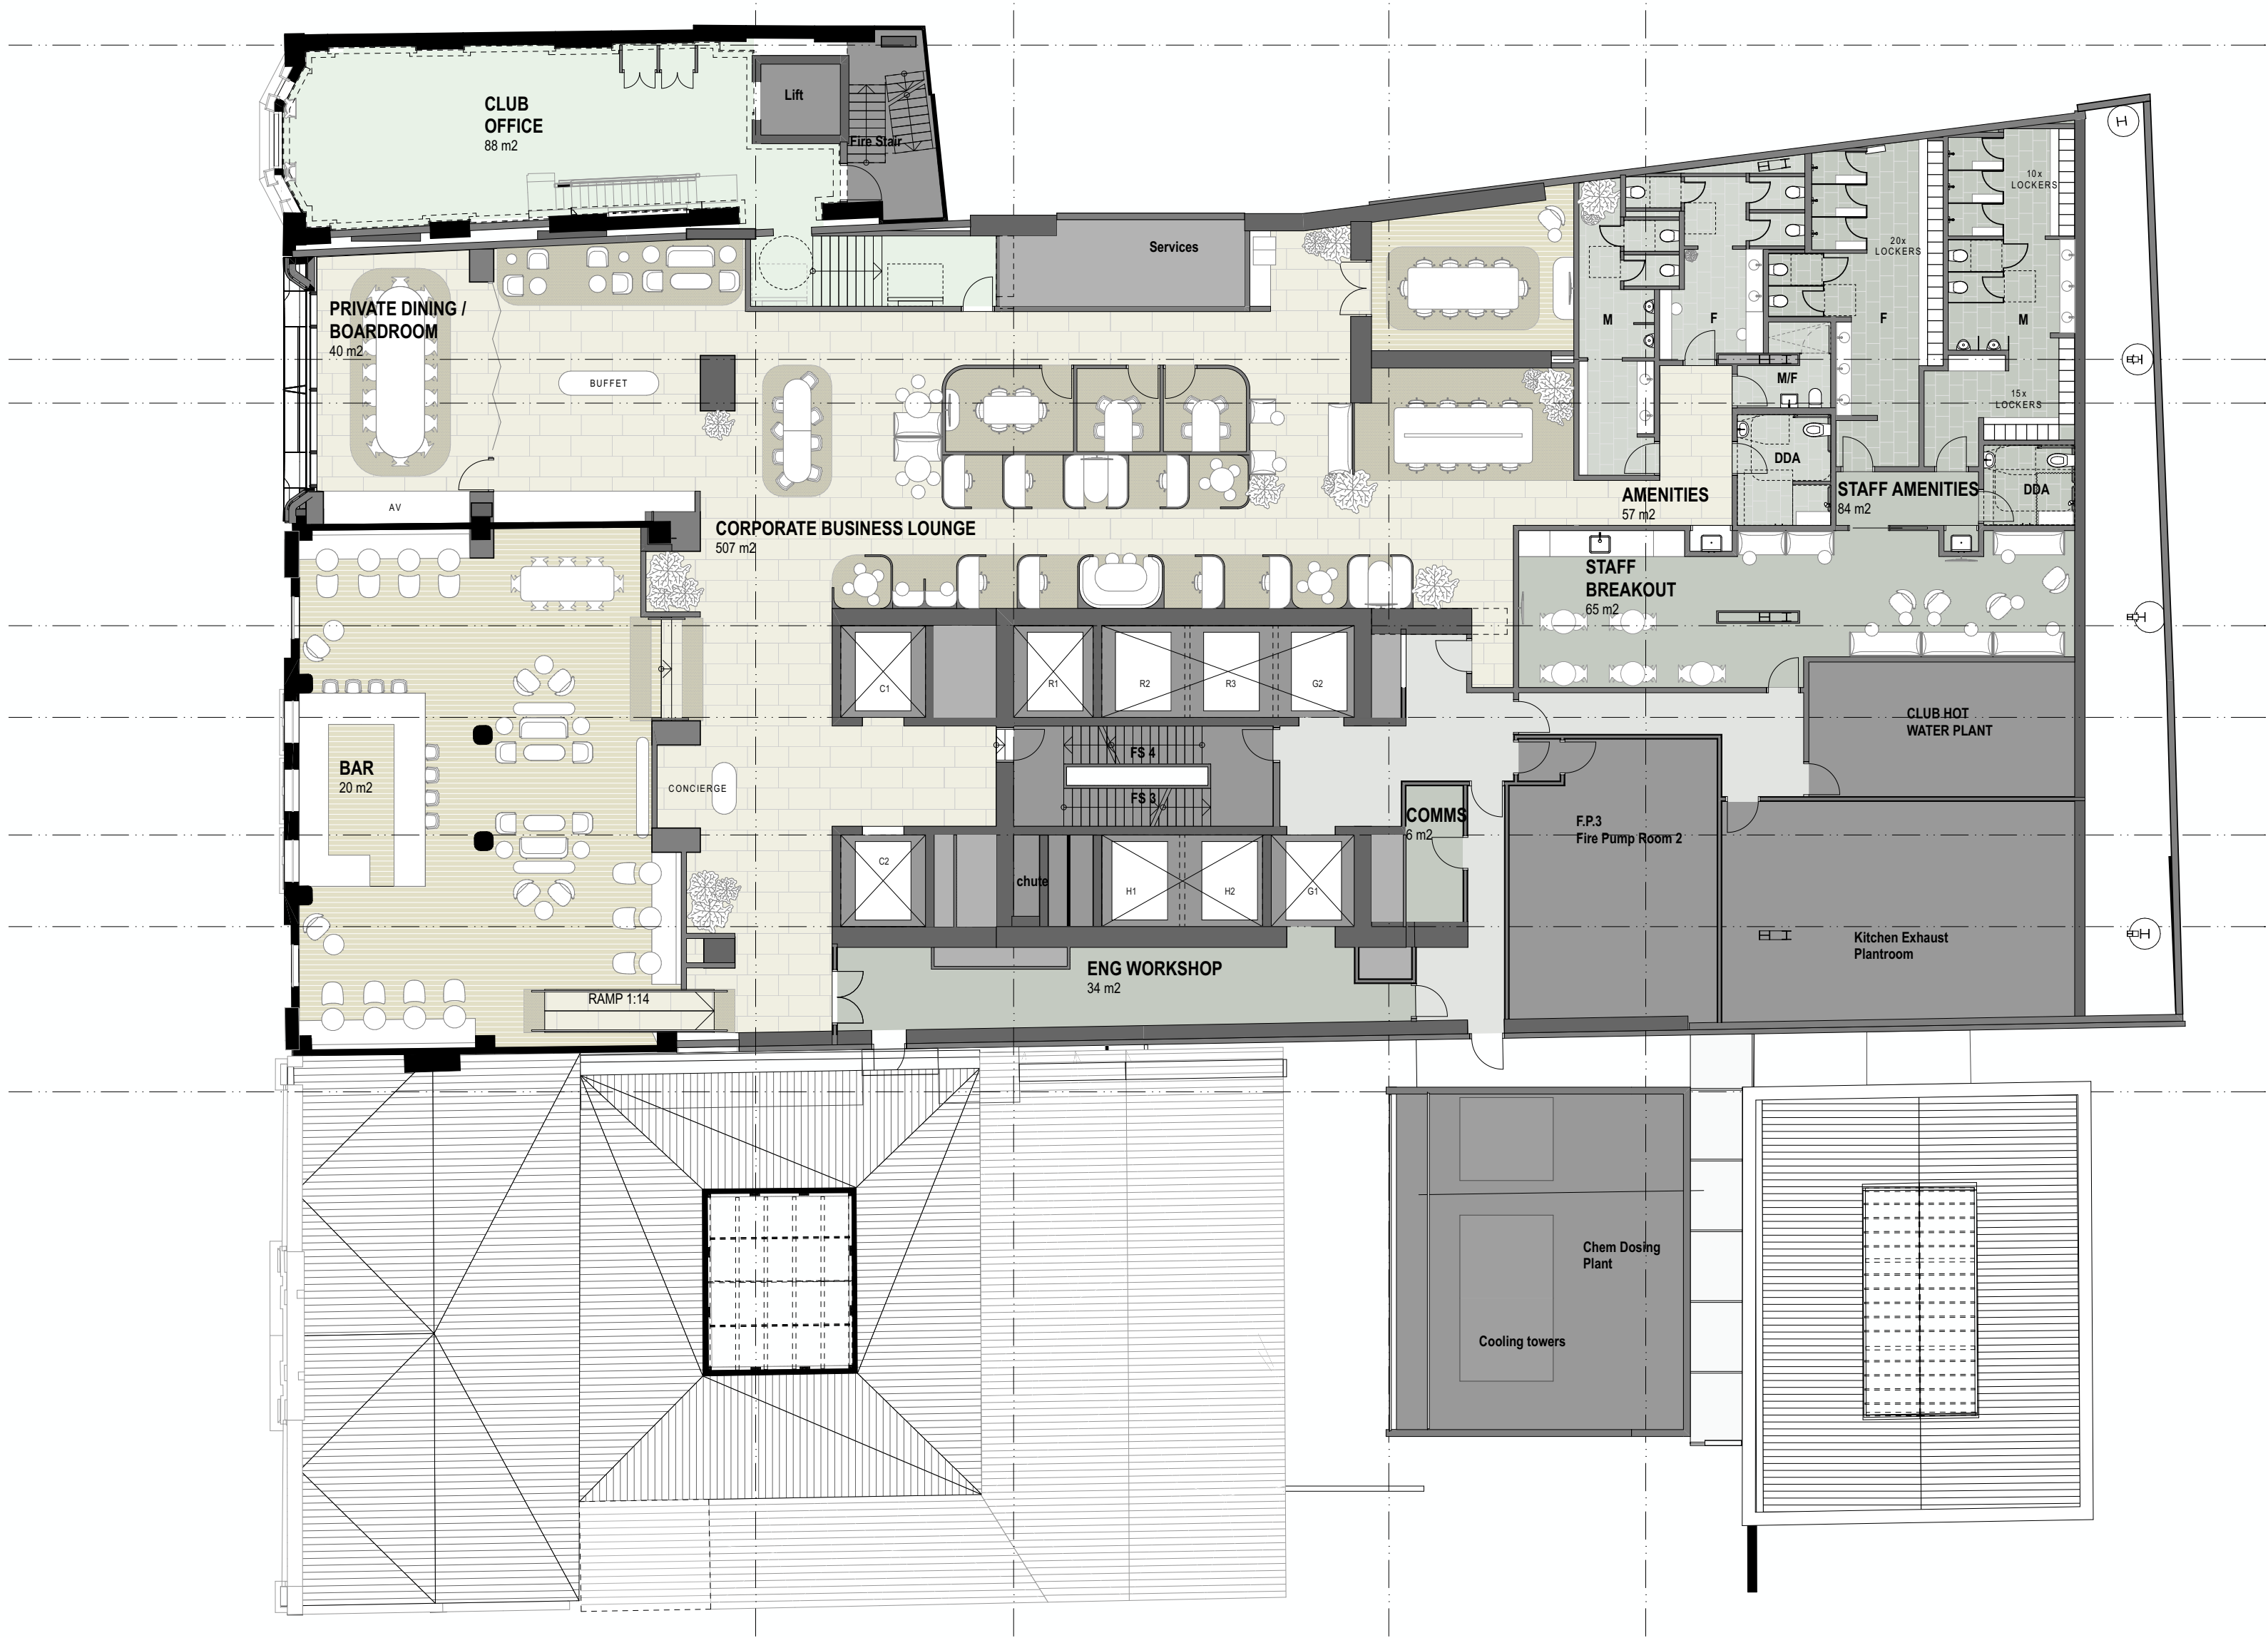 CLUB
OFFICE
88 m2
Lift
Fire Stair
Services
10x
LOCKERS
20x
LOCKERS
PRIVATE DINING /
BOARDROOM
40 m2
M
F
F
M
BUFFET
M/F
15x
LOCKERS
DDA
DDA
AV
AMENITIES
57 m2
STAFF AMENITIES
84 m2
CORPORATE BUSINESS LOUNGE
507 m2
STAFF
BREAKOUT
65 m2
C1
R1
R2
R3
G2
CLUB HOT
WATER PLANT
FS 4
BAR
20 m2
CONCIERGE
FS 3
COMMS
6 m2
F.P.3
Fire Pump Room 2
C2
chute
H1
H2
G1
Kitchen Exhaust
Plantroom
ENG WORKSHOP
34 m2
RAMP 1:14
Chem Dosing
Plant
Cooling towers